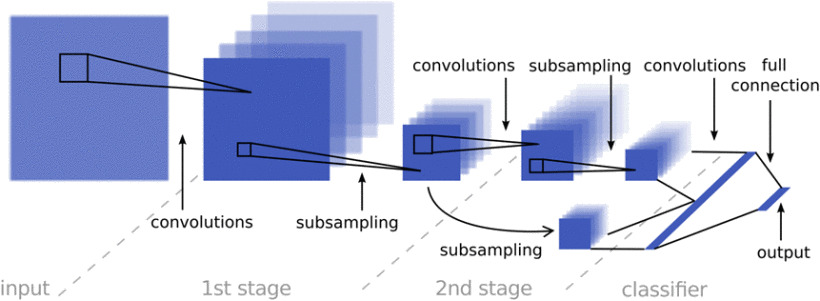 convolutions
subsampling
convolutions
full
connection
convolutions
subsampling
subsampling
output
input
1st stage
2nd stage
classifier